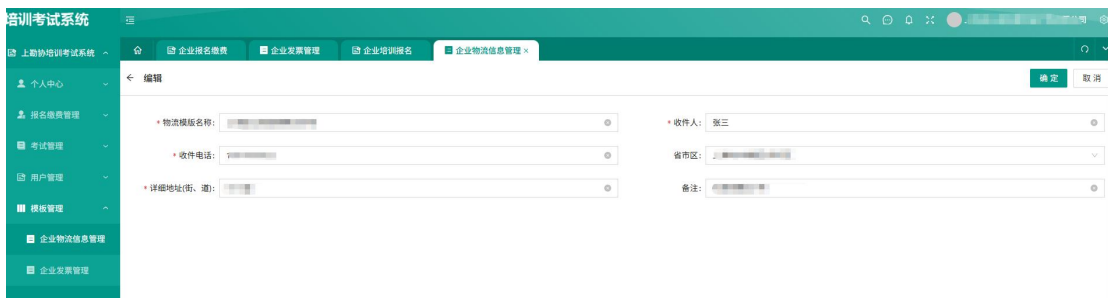 培训考试系统
上勘协培训考试系统
企业报名缴费
企业发票管理
企业培训报名
企业物流信息管理 ×
个人中心
编辑
确定
取消
报名缴费管理
* 物流模版名称:
* 收件人: 张三
考试管理
* 收件电话:
省市区:
用户管理
* 详细地址(街、道):
备注:
模板管理
企业物流信息管理
企业发票管理